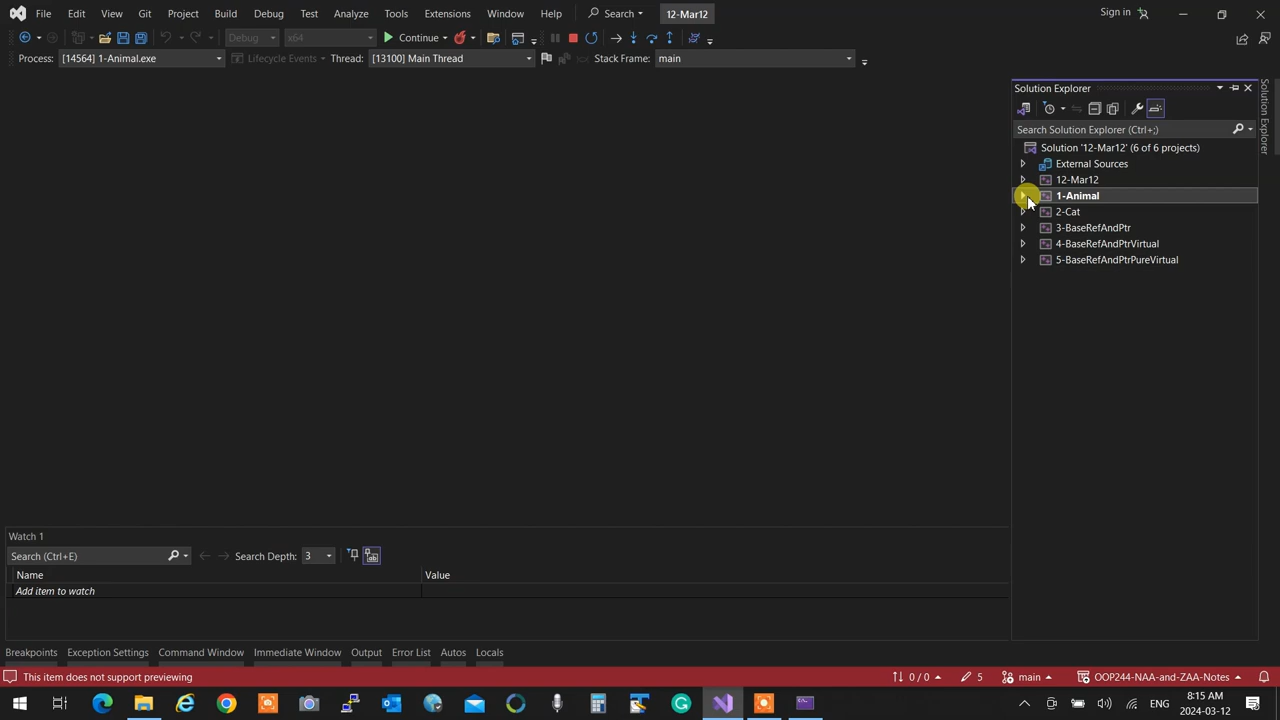 File Edit View Git Project Build Debug Test Analyze Tools Extensions Window Help Search 12-Mar12 Sign in
Debug x64 Continue
Process: [14564] 1-Animal.exe Lifecycle Events Thread: [13100] Main Thread Stack Frame: main
Solution Explorer
Solution Explorer
Search Solution Explorer (Ctrl+;)
Solution '12-Mar12' (6 of 6 projects)
External Sources
12-Mar12
1-Animal
2-Cat
3-BaseRefAndPtr
4-BaseRefAndPtrVirtual
5-BaseRefAndPtrPureVirtual
Watch 1
Search (Ctrl+E) Search Depth: 3
Name Value
Add item to watch
Breakpoints Exception Settings Command Window Immediate Window Output Error List Autos Locals
This item does not support previewing 0 / 0 5 main OOP244-NAA-and-ZAA-Notes
ENG 8:15 AM
2024-03-12